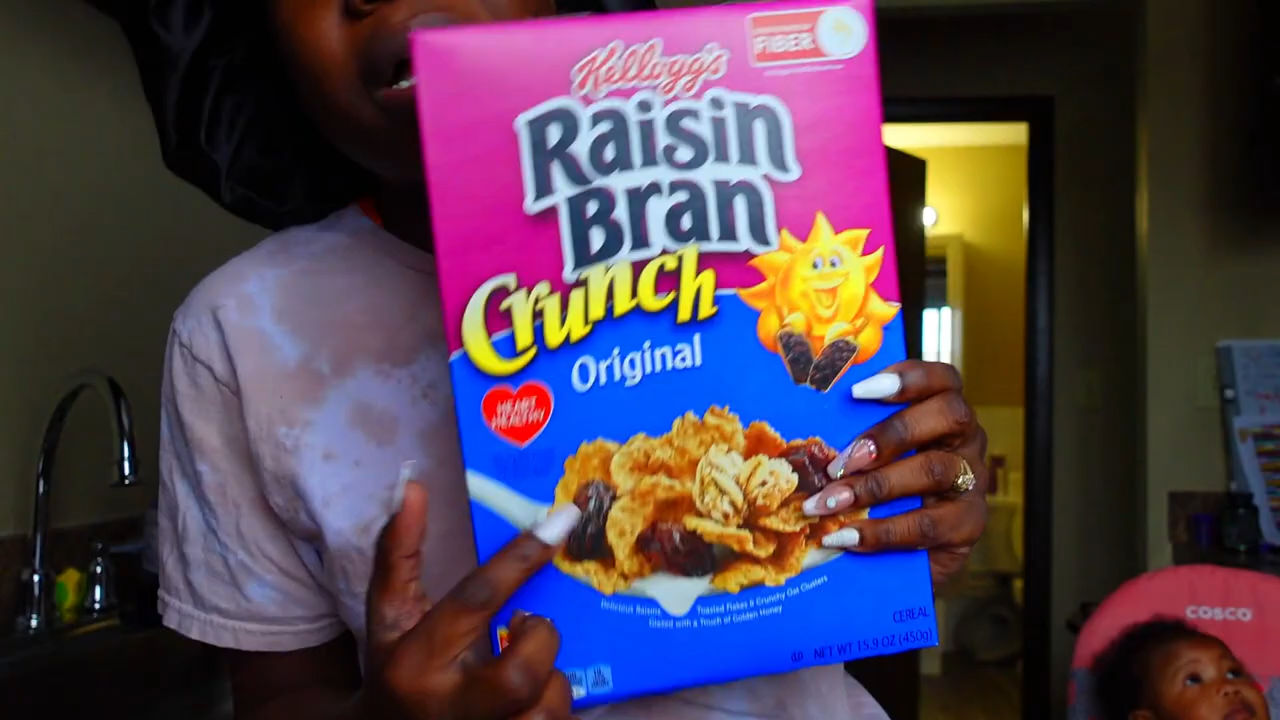 FIBER
Kellogg's
Raisin
Bran
Crunch
Original
HEART
HEALTHY
Delicious Raisins, Toasted Flakes & Crunchy Oat Clusters
Glazed with a Touch of Golden Honey
CEREAL
NET WT 15.9 OZ (450g)
COSCO